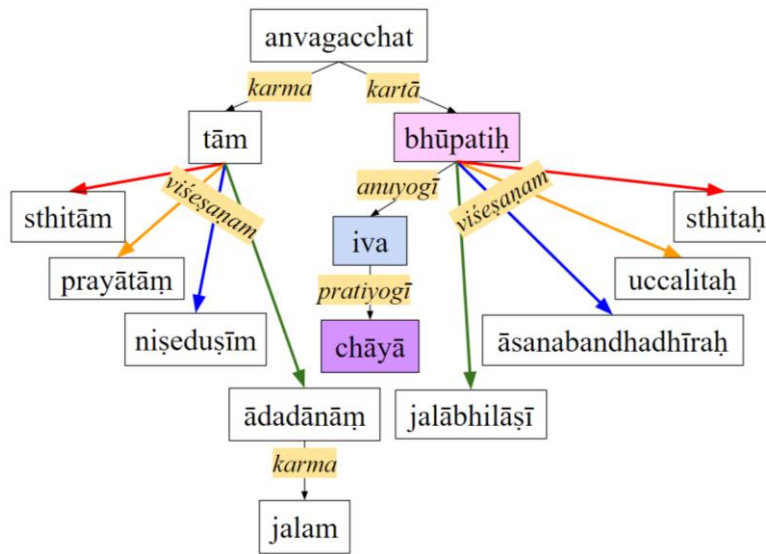 anvagacchat
karma kartā
tām bhūpatiḥ
viśeṣaṇam anuyogī viśeṣaṇam
sthitām iva sthitaḥ
prayātāṃ uccalitaḥ
pratiyogī
niṣeduṣīm chāyā āsanabandhadhīraḥ
ādadānāṃ jalābhilāṣī
karma
jalam